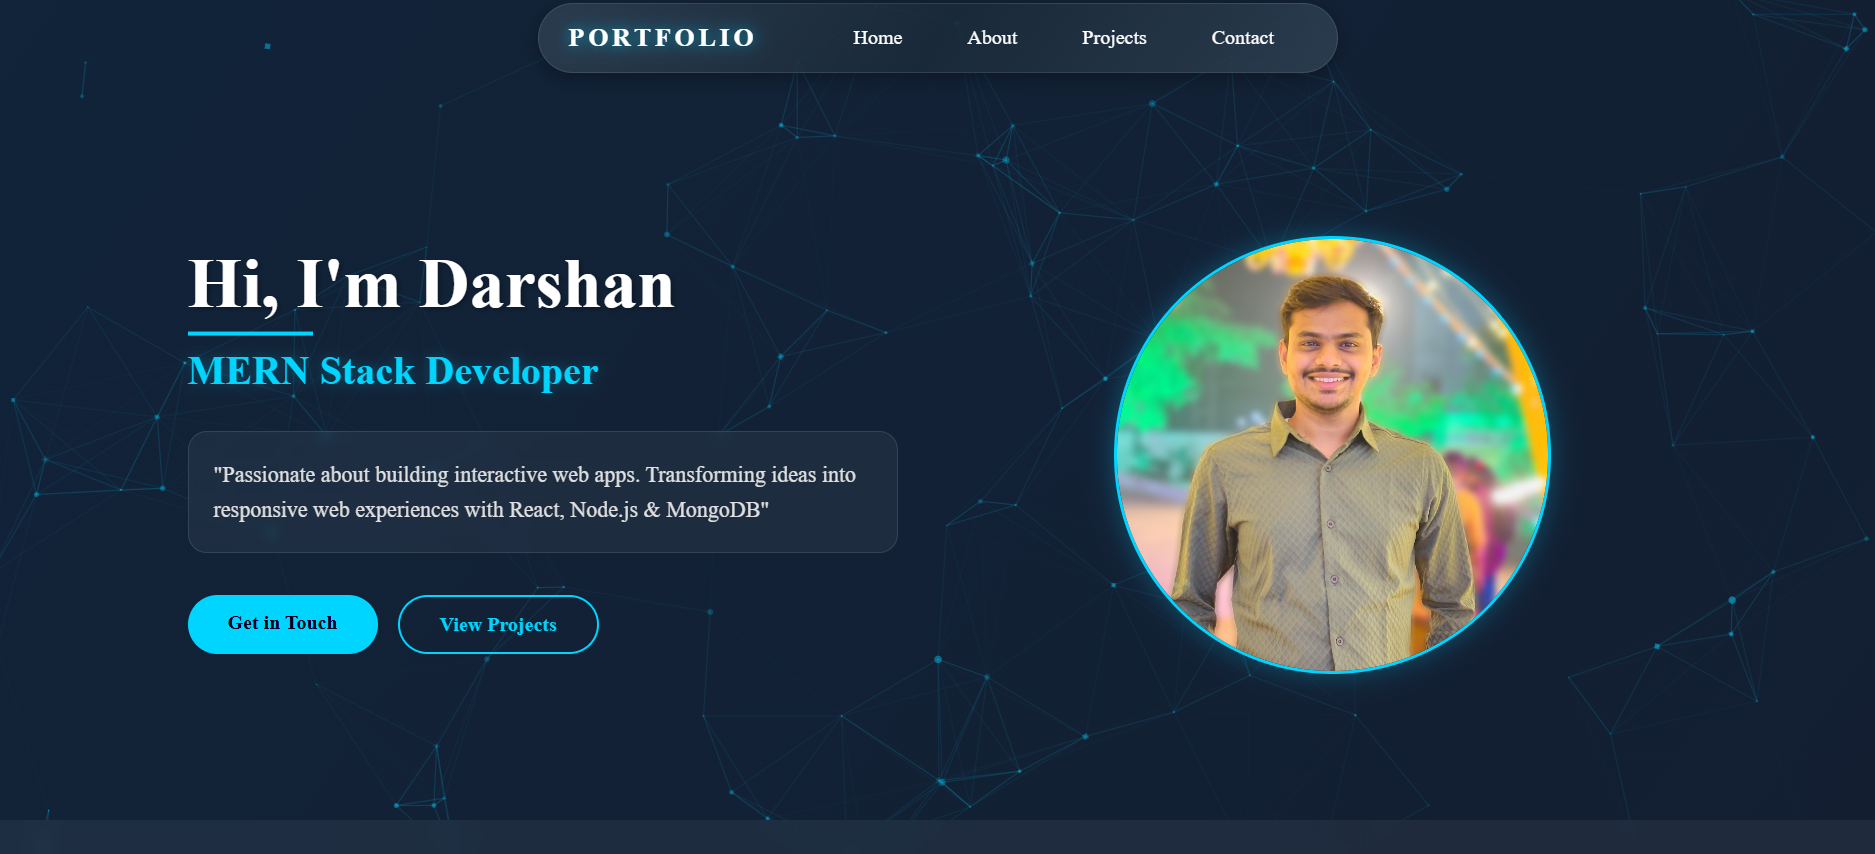 PORTFOLIO Home About Projects Contact
Hi, I'm Darshan
MERN Stack Developer
"Passionate about building interactive web apps. Transforming ideas into
responsive web experiences with React, Node.js & MongoDB"
Get in Touch View Projects